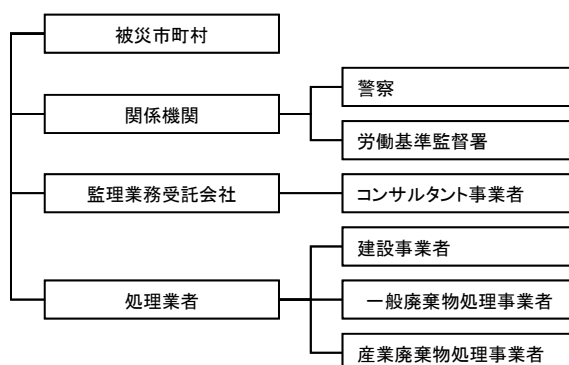 被災市町村
関係機関
警察
労働基準監督署
監理業務受託会社
コンサルタント事業者
処理業者
建設事業者
一般廃棄物処理事業者
産業廃棄物処理事業者